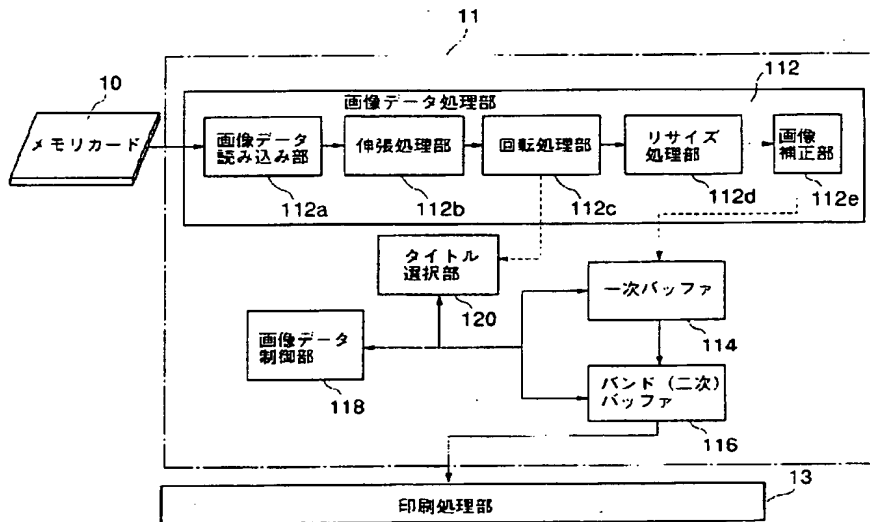 11
10
112
画像データ処理部
メモリカード
画像データ
読み込み部
伸張処理部
回転処理部
リサイズ
処理部
画像
補正部
112a
112b
112c
112d
112e
タイトル
選択部
120
一次バッファ
114
画像データ
制御部
118
バンド（二次）
バッファ
116
13
印刷処理部